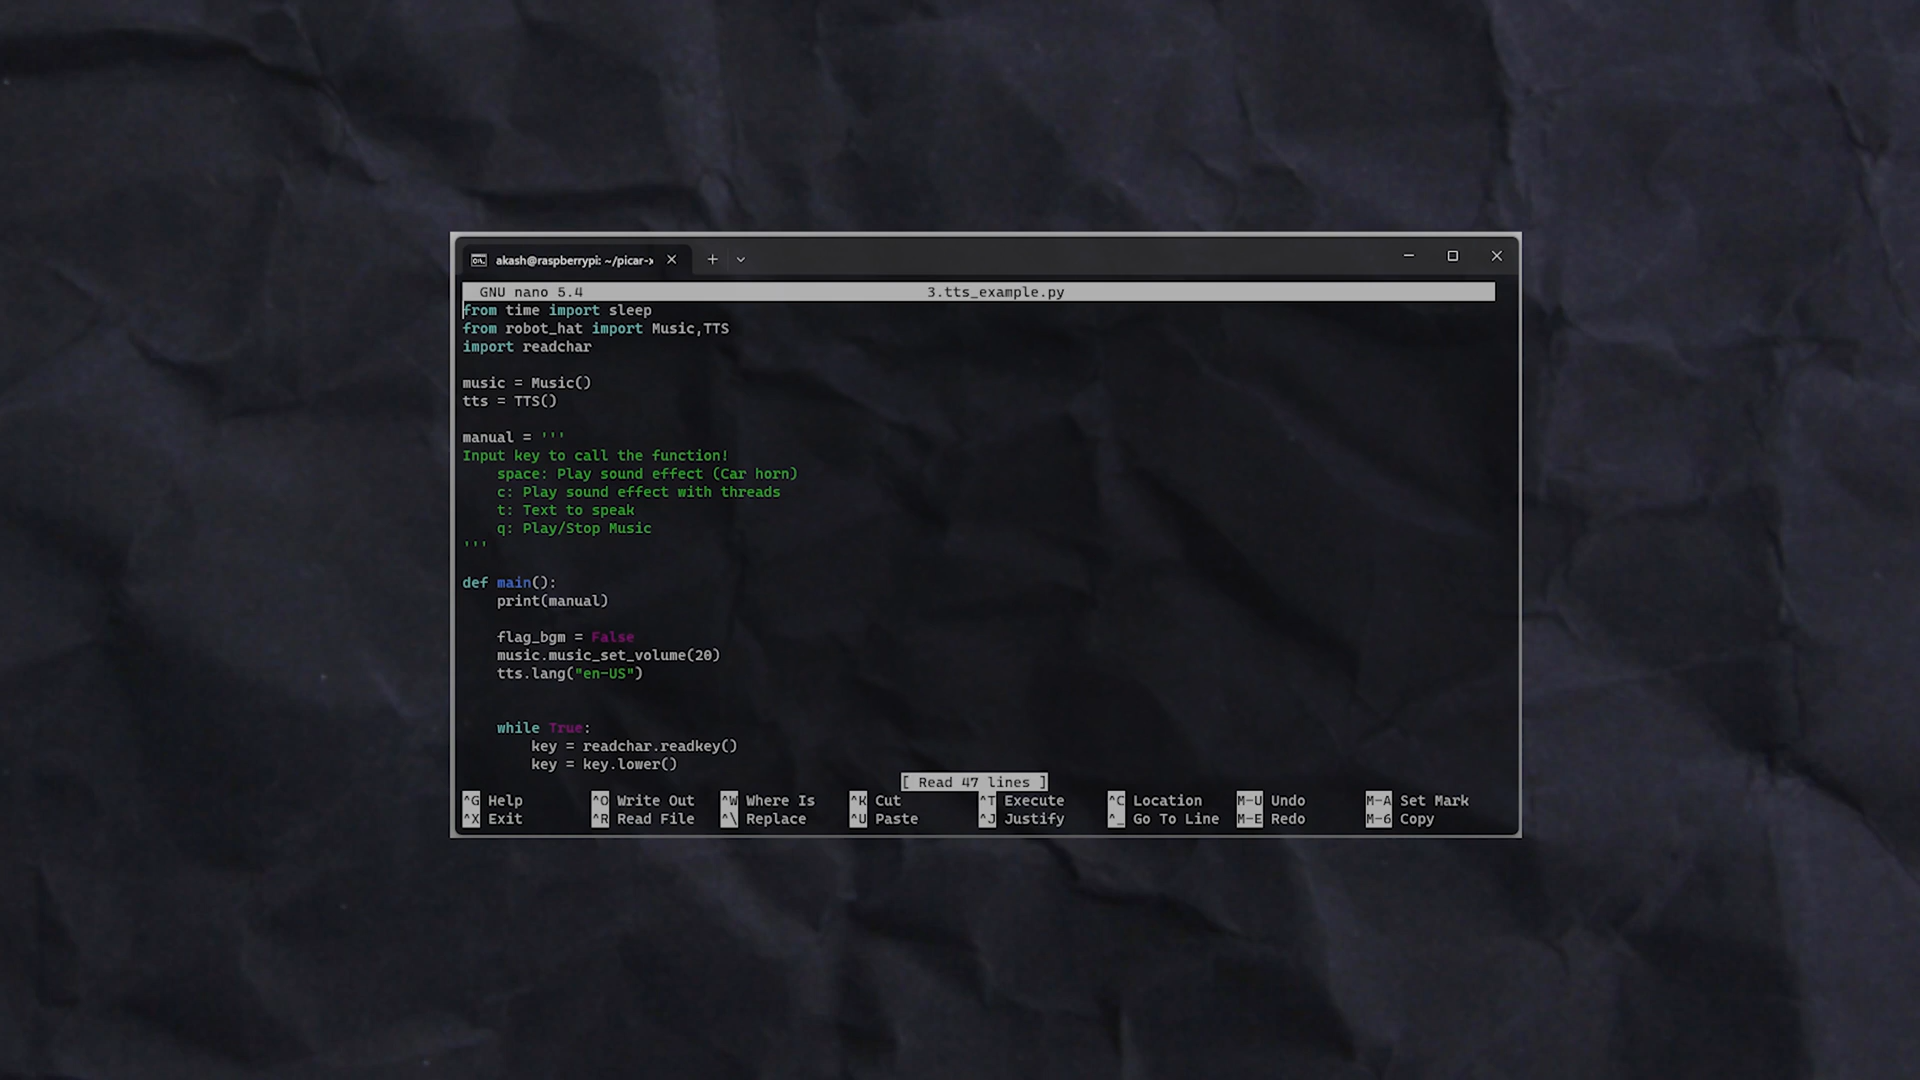 akash@raspberrypi: ~/picar-x
GNU nano 5.4 3.tts_example.py
from time import sleep
from robot_hat import Music,TTS
import readchar
music = Music()
tts = TTS()
manual = '''
Input key to call the function!
space: Play sound effect (Car horn)
c: Play sound effect with threads
t: Text to speak
q: Play/Stop Music
'''
def main():
print(manual)
flag_bgm = False
music.music_set_volume(20)
tts.lang("en-US")
while True:
key = readchar.readkey()
key = key.lower()
[ Read 47 lines ]
^G Help ^O Write Out ^W Where Is ^K Cut ^T Execute ^C Location M-U Undo M-A Set Mark
^X Exit ^R Read File ^\ Replace ^U Paste ^J Justify ^_ Go To Line M-E Redo M-6 Copy